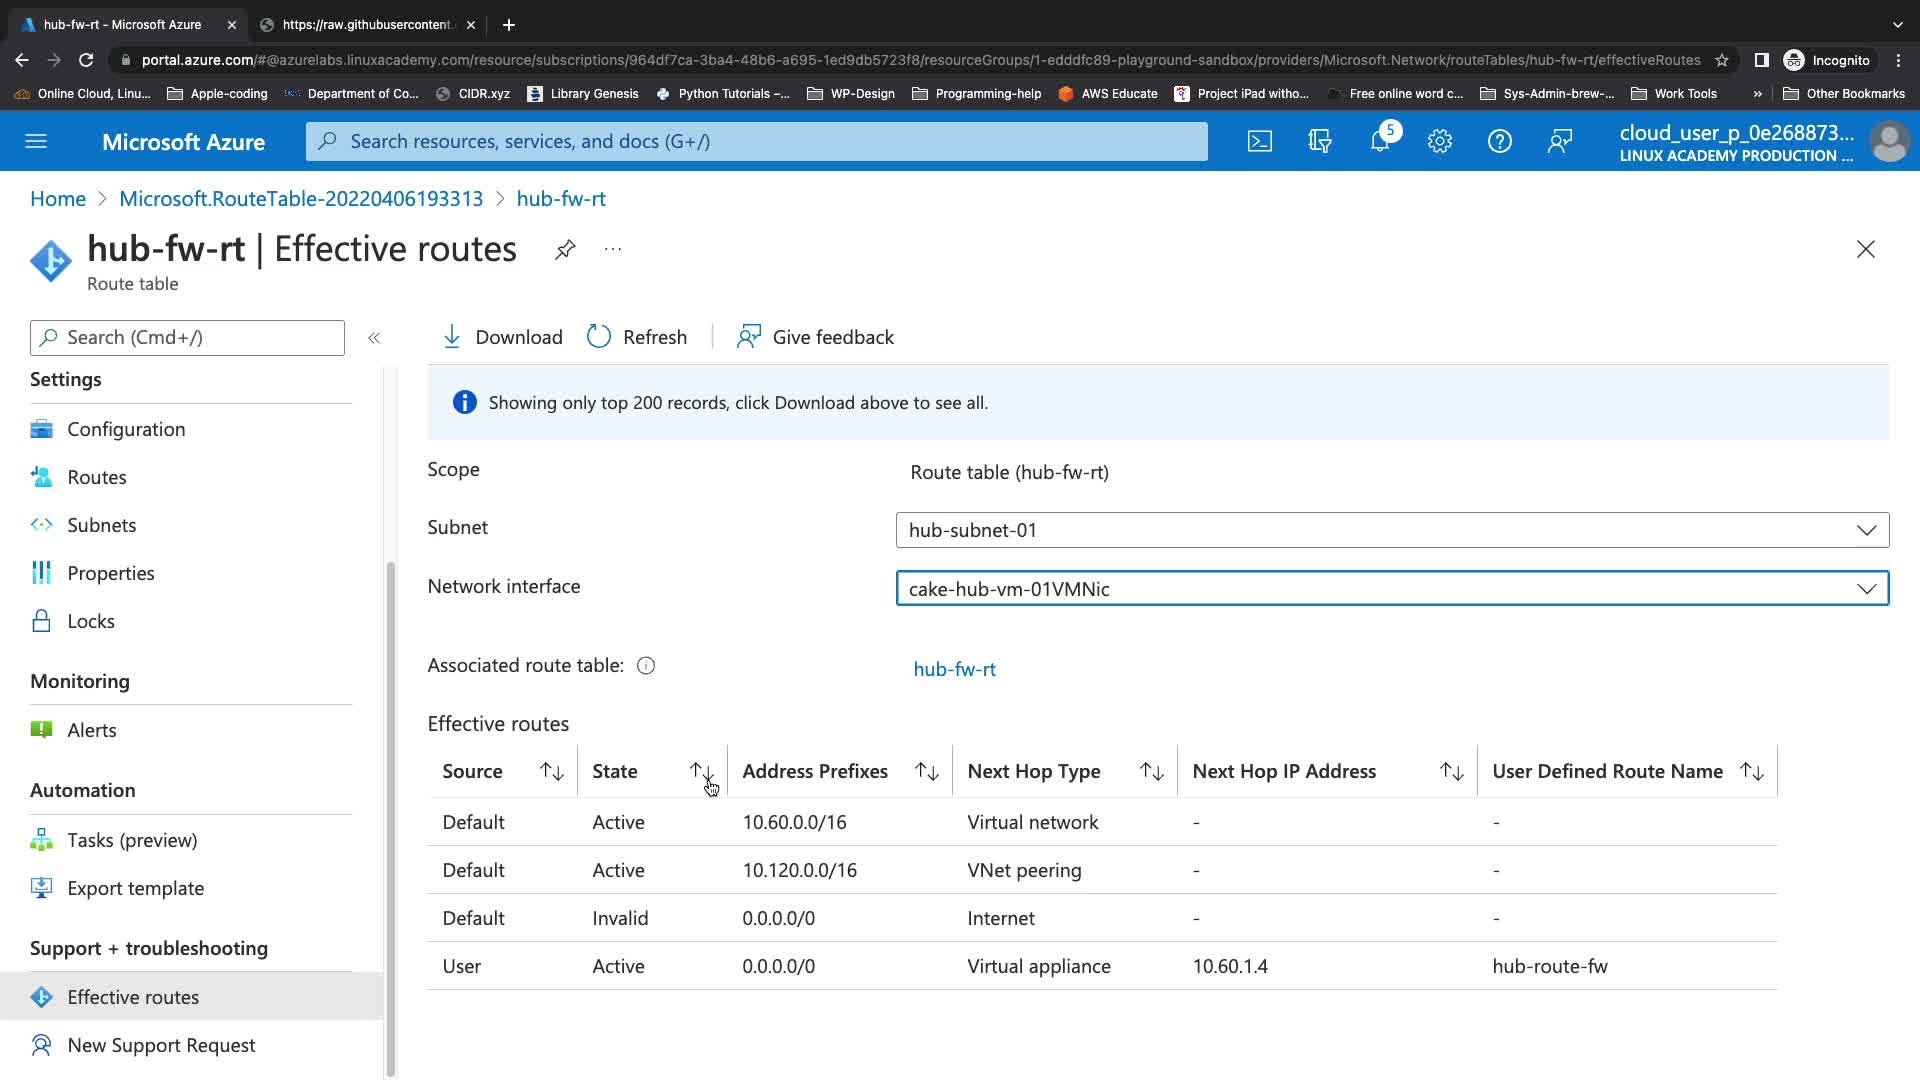 hub-fw-rt - Microsoft Azure
https://raw.githubusercontent.
portal.azure.com/#@azurelabs.linuxacademy.com/resource/subscriptions/964df7ca-3ba4-48b6-a695-1ed9db5723f8/resourceGroups/1-edddfc89-playground-sandbox/providers/Microsoft.Network/routeTables/hub-fw-rt/effectiveRoutes
Incognito
Online Cloud, Linu... Apple-coding Department of Co... CIDR.xyz Library Genesis Python Tutorials –... WP-Design Programming-help AWS Educate Project iPad witho... Free online word c... Sys-Admin-brew-... Work Tools » Other Bookmarks
Microsoft Azure
Search resources, services, and docs (G+/)
5
cloud_user_p_0e268873...
LINUX ACADEMY PRODUCTION ...
Home > Microsoft.RouteTable-20220406193313 > hub-fw-rt
hub-fw-rt | Effective routes ...
Route table
Search (Cmd+/) «
Download Refresh Give feedback
Settings
Configuration
Routes
Subnets
Properties
Locks
Monitoring
Alerts
Automation
Tasks (preview)
Export template
Support + troubleshooting
Effective routes
New Support Request
Showing only top 200 records, click Download above to see all.
Scope Route table (hub-fw-rt)
Subnet hub-subnet-01
Network interface cake-hub-vm-01VMNic
Associated route table: hub-fw-rt
Effective routes
Source State Address Prefixes Next Hop Type Next Hop IP Address User Defined Route Name
Default Active 10.60.0.0/16 Virtual network - -
Default Active 10.120.0.0/16 VNet peering - -
Default Invalid 0.0.0.0/0 Internet - -
User Active 0.0.0.0/0 Virtual appliance 10.60.1.4 hub-route-fw